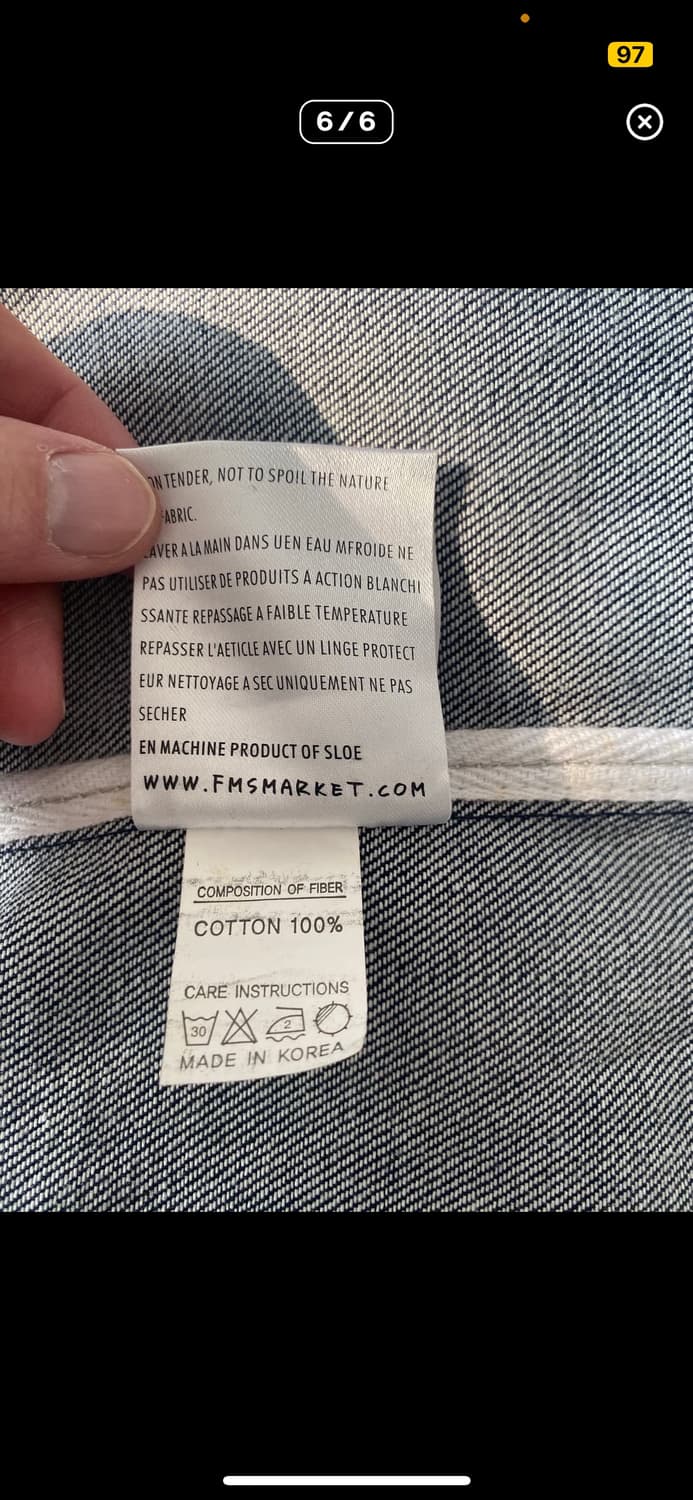 97
6/6
TENDER, NOT TO SPOIL THE NATURE
LAVER A LA MAIN DANS UEN EAU MFROIDE NE
PAS UTILISER DE PRODUITS A ACTION BLANCHI
SSANTE REPASSAGE A FAIBLE TEMPERATURE
REPASSER L'AETICLE AVEC UN LINGE PROTECT
EUR NETTOYAGE A SEC UNIQUEMENT NE PAS
SECHER
EN MACHINE PRODUCT OF SLOE
WWW.FMSMARKET.COM
COMPOSITION OF FIBER
COTTON 100%
CARE INSTRUCTIONS
30 2
MADE IN KOREA